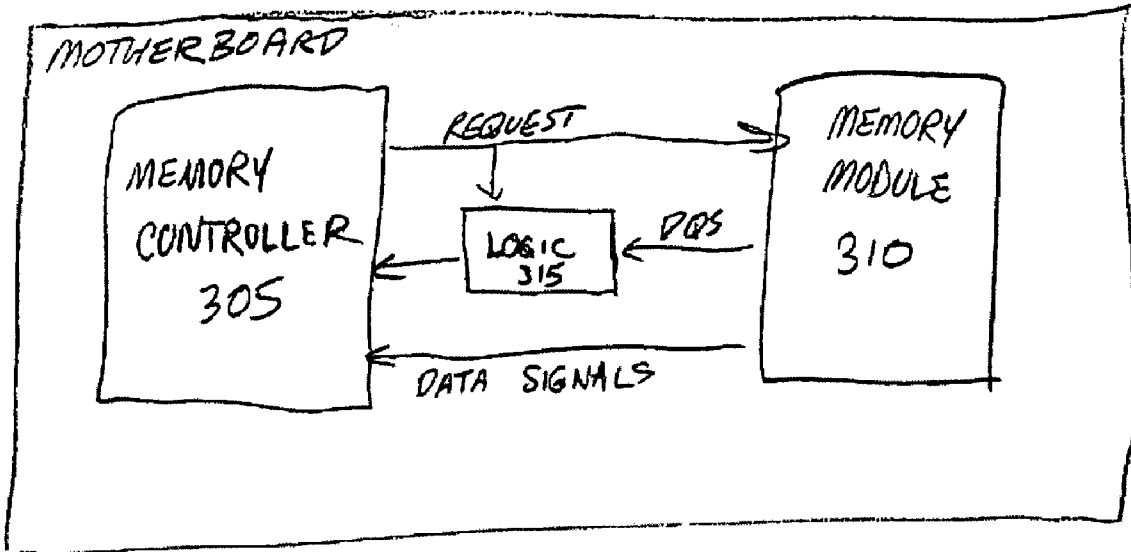 MOTHERBOARD
REQUEST
MEMORY
CONTROLLER
305
LOGIC
315
DQS
MEMORY
MODULE
310
DATA SIGNALS